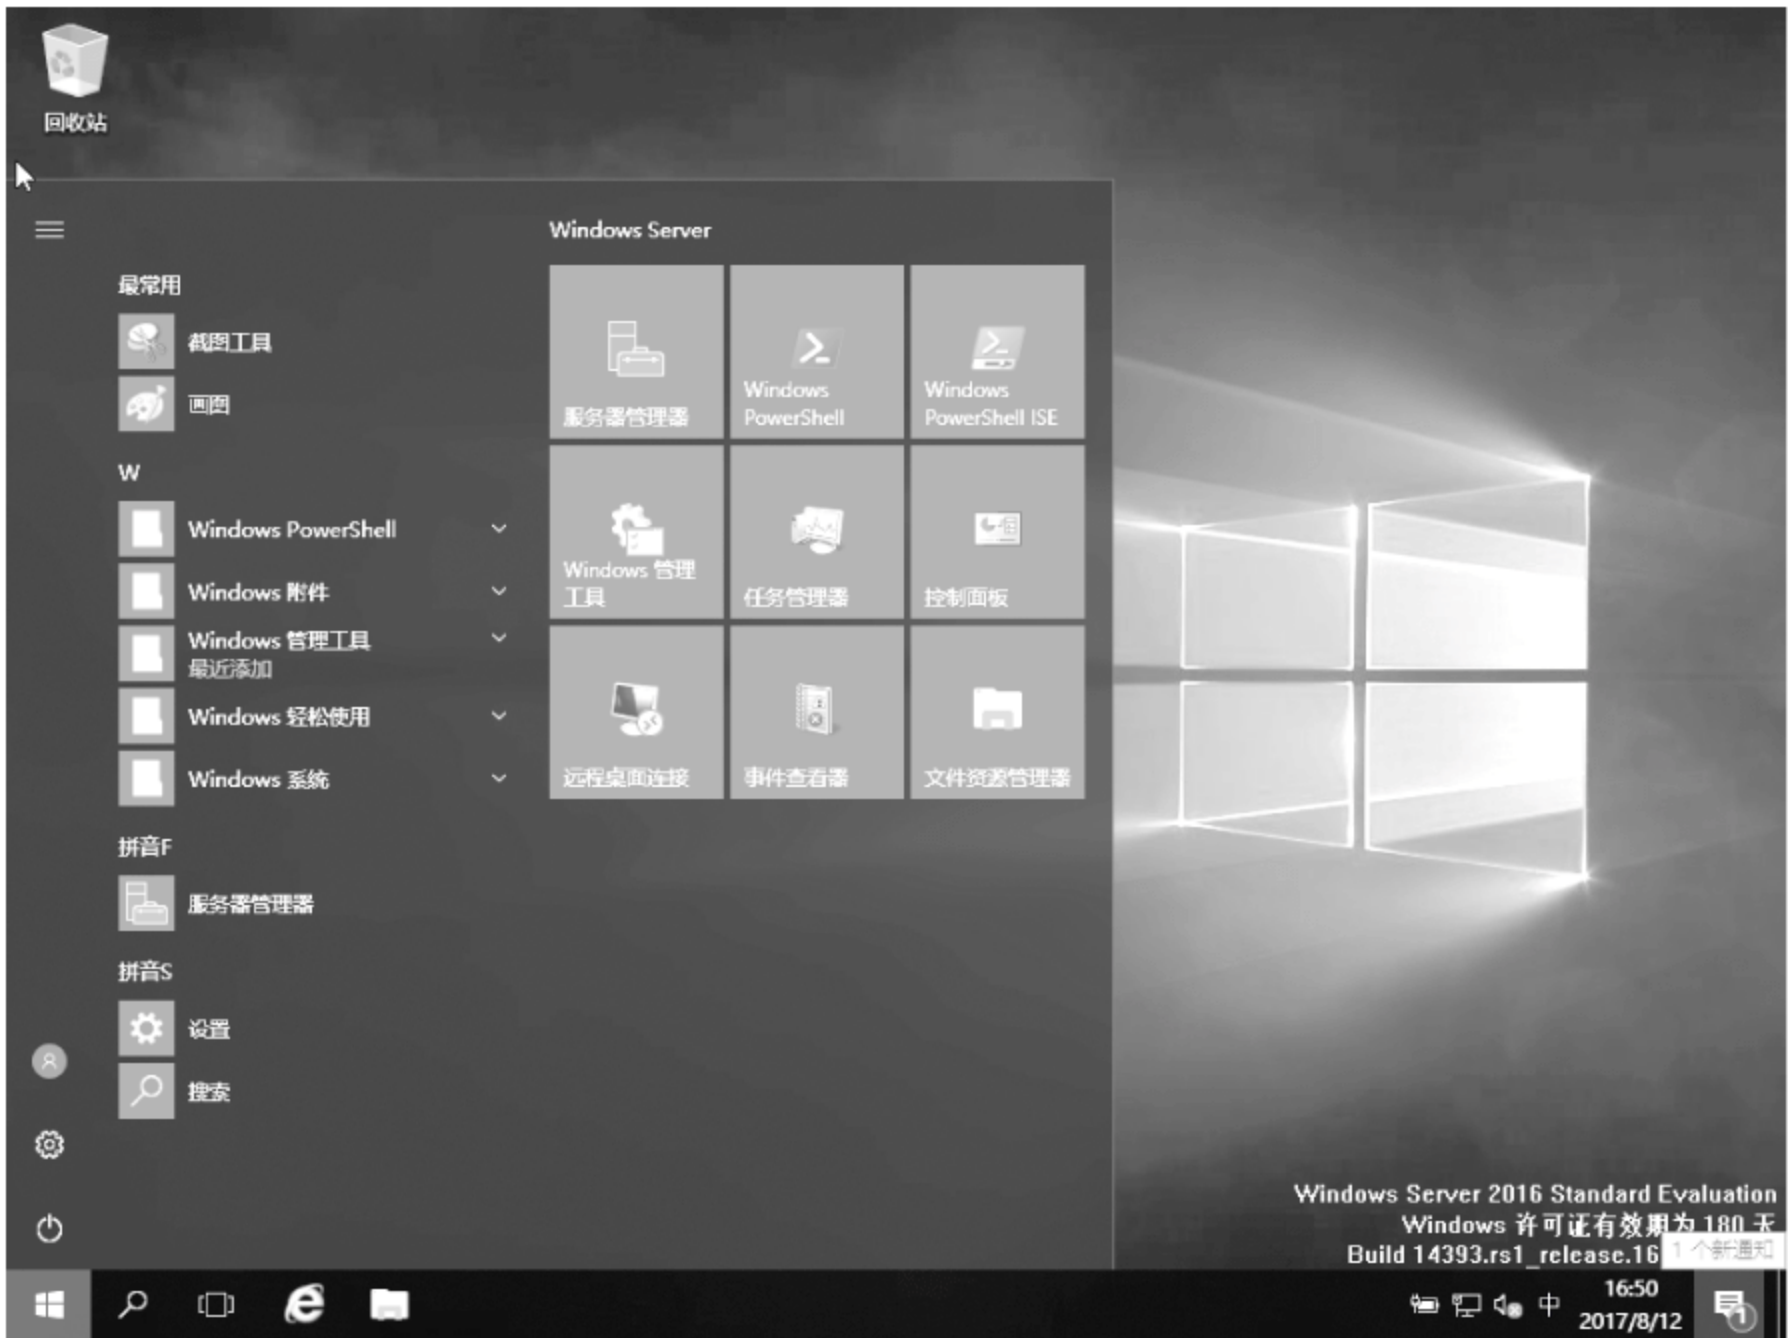 回收站
Windows Server
最常用
截图工具
画图
W
Windows PowerShell
Windows 附件
Windows 管理工具
最近添加
Windows 轻松使用
Windows 系统
拼音F
服务器管理器
拼音S
设置
搜索
服务器管理器
Windows
PowerShell
Windows
PowerShell ISE
Windows 管理
工具
任务管理器
控制面板
远程桌面连接
事件查看器
文件资源管理器
Windows Server 2016 Standard Evaluation
Windows 许可证有效期为 180 天
Build 14393.rs1_release.16
1 个新通知
中
16:50
2017/8/12
1